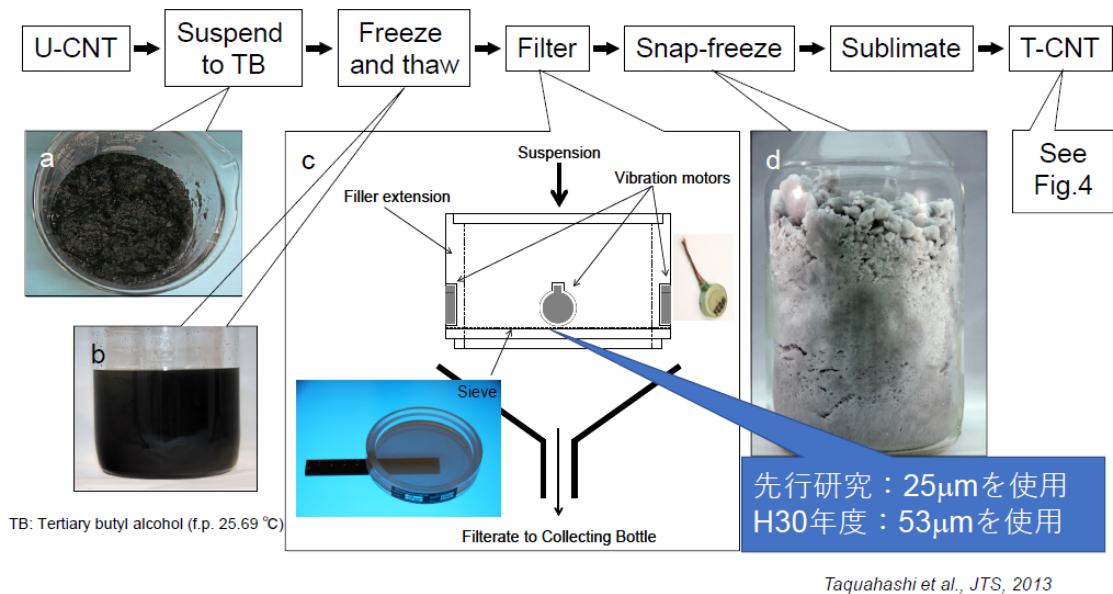 U-CNT
Suspend
to TB
Freeze
and thaw
Filter
Snap-freeze
Sublimate
T-CNT
a
b
TB: Tertiary butyl alcohol (f.p. 25.69 ℃)
c
Suspension
Filler extension
Vibration motors
Sieve
Filterate to Collecting Bottle
d
See
Fig.4
先行研究：25μmを使用
H30年度：53μmを使用
Taquahashi et al., JTS, 2013